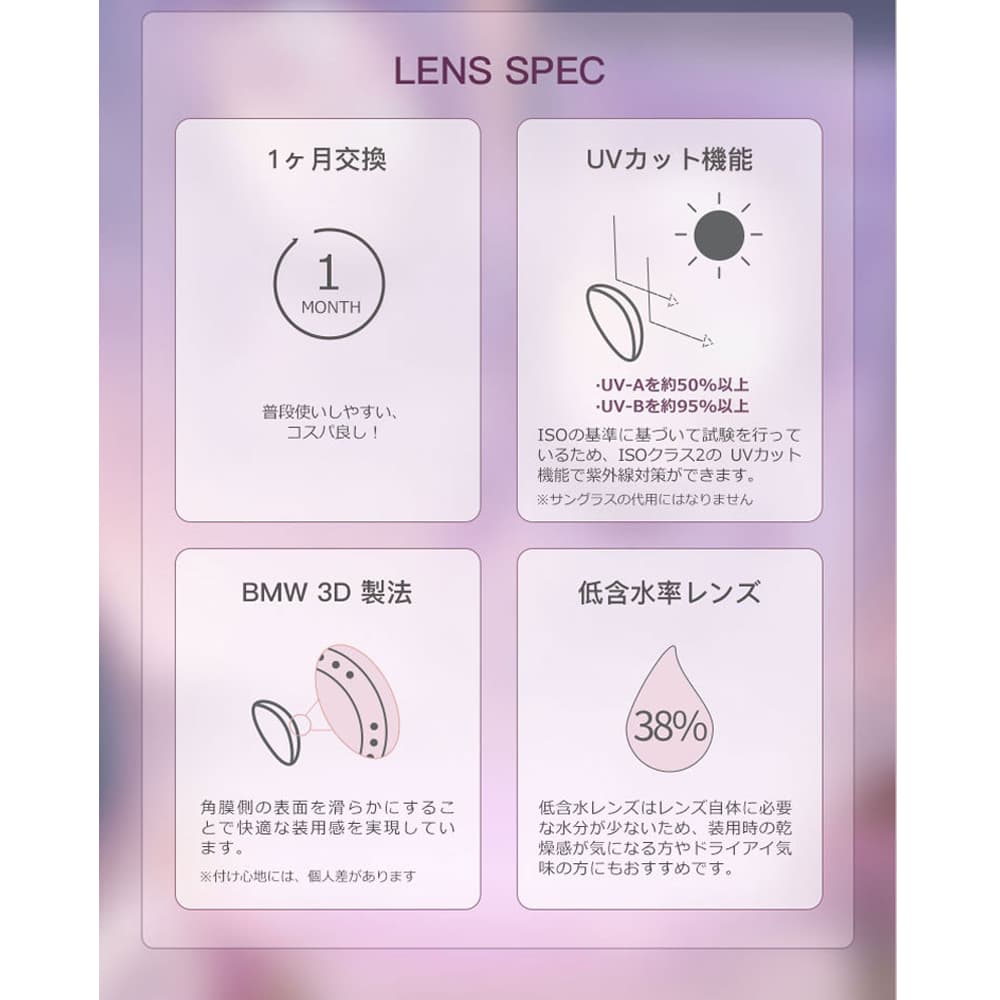 LENS SPEC
1ヶ月交換
1
MONTH
普段使いしやすい、
コスパ良し！
UVカット機能
·UV-Aを約50%以上
·UV-Bを約95%以上
ISOの基準に基づいて試験を行って
いるため、ISOクラス2の UVカット
機能で紫外線対策ができます。
※サングラスの代用にはなりません
BMW 3D 製法
角膜側の表面を滑らかにするこ
とで快適な装用感を実現してい
ます。
※付け心地には、個人差があります
低含水率レンズ
38%
低含水レンズはレンズ自体に必要
な水分が少ないため、装用時の乾
燥感が気になる方やドライアイ気
味の方にもおすすめです。